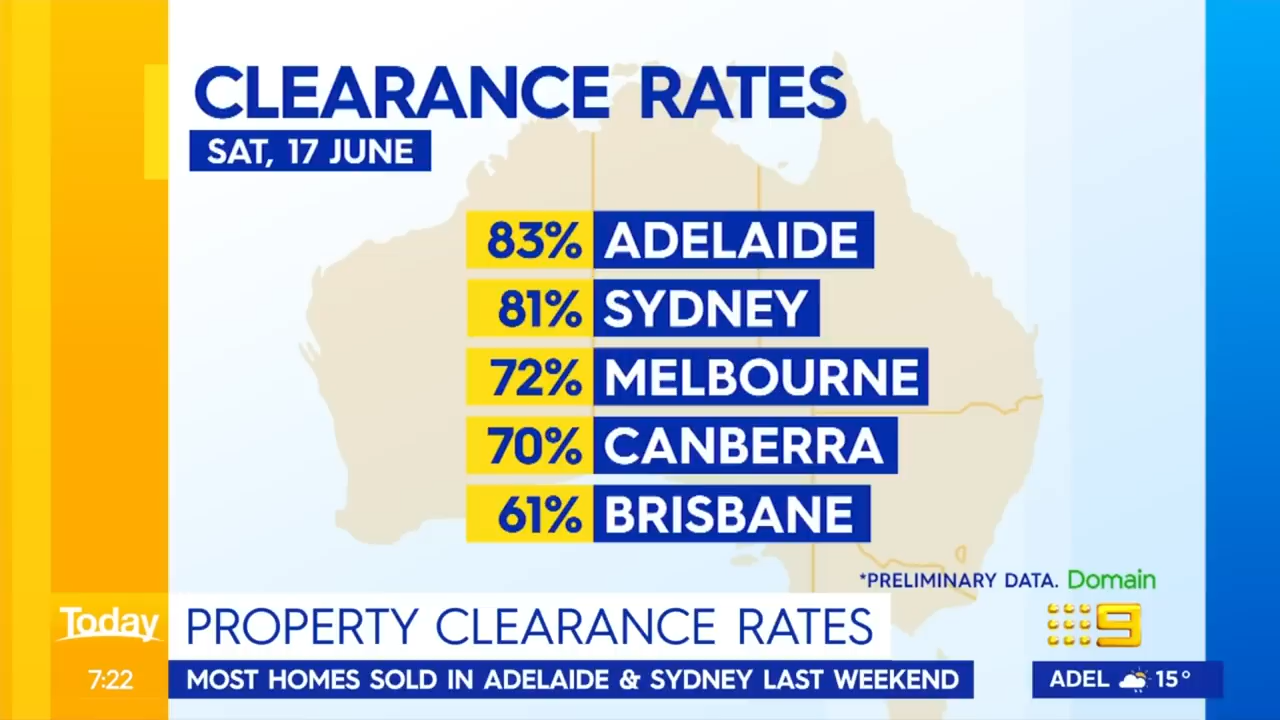 CLEARANCE RATES
SAT, 17 JUNE
83% ADELAIDE
81% SYDNEY
72% MELBOURNE
70% CANBERRA
61% BRISBANE
*PRELIMINARY DATA. Domain
Today
PROPERTY CLEARANCE RATES
9
7:22
MOST HOMES SOLD IN ADELAIDE & SYDNEY LAST WEEKEND
ADEL 15°